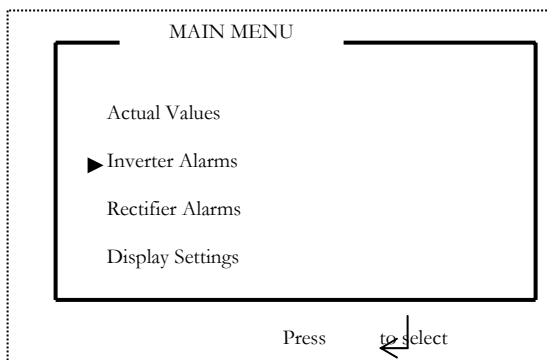 MAIN MENU
Actual Values
Inverter Alarms
Rectifier Alarms
Display Settings
Press to select